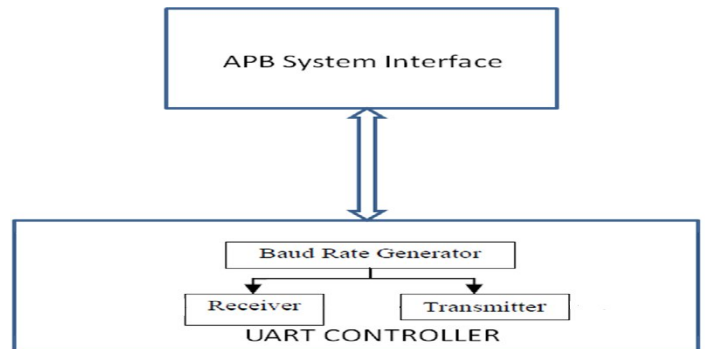 APB System Interface
Baud Rate Generator
Receiver
Transmitter
UART CONTROLLER